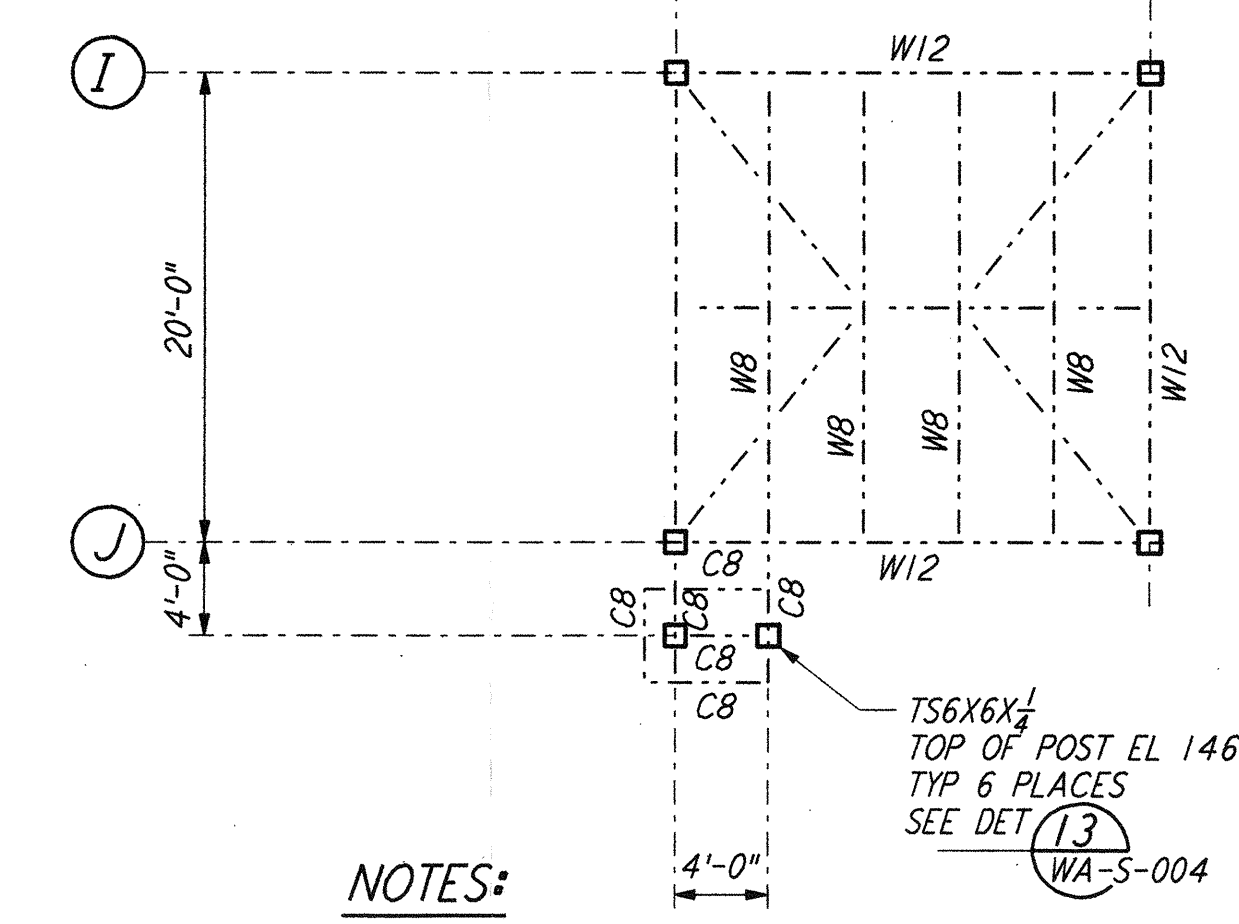 I
W12
20'-0"
W8
W8
W8
W8
W12
J
4'-0"
C8
W12
C8
C8
C8
C8
C8
TS6X6X1/4
TOP OF POST EL 146
TYP 6 PLACES
SEE DET 13
WA-S-004
4'-0"
NOTES: